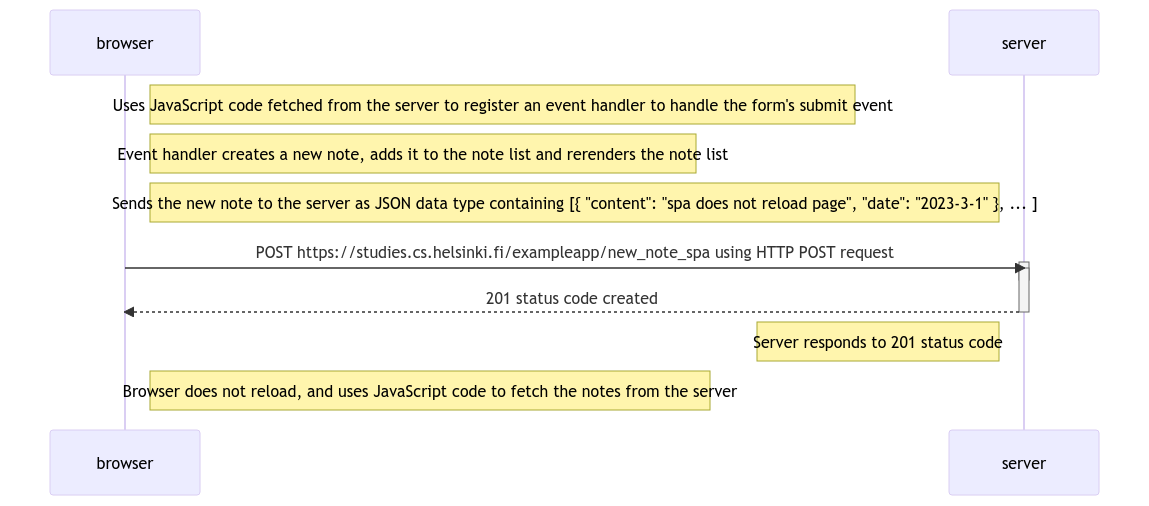 browser
server
Uses JavaScript code fetched from the server to register an event handler to handle the form's submit event
Event handler creates a new note, adds it to the note list and rerenders the note list
Sends the new note to the server as JSON data type containing [{ "content": "spa does not reload page", "date": "2023-3-1" }, ... ]
POST https://studies.cs.helsinki.fi/exampleapp/new_note_spa using HTTP POST request
201 status code created
Server responds to 201 status code
Browser does not reload, and uses JavaScript code to fetch the notes from the server
browser
server